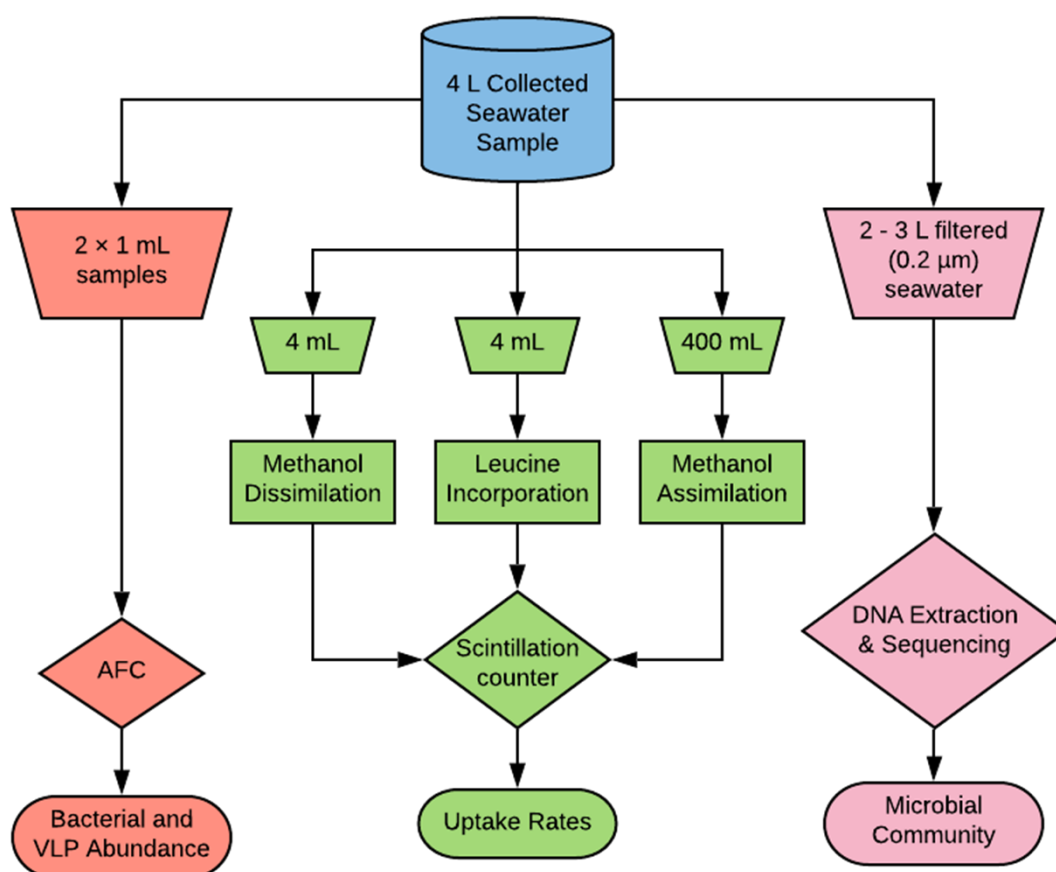 4 L Collected
Seawater
Sample
2 × 1 mL
samples
2 - 3 L filtered
(0.2 µm)
seawater
4 mL
4 mL
400 mL
Methanol
Dissimilation
Leucine
Incorporation
Methanol
Assimilation
AFC
Scintillation
counter
DNA Extraction
& Sequencing
Bacterial and
VLP Abundance
Uptake Rates
Microbial
Community